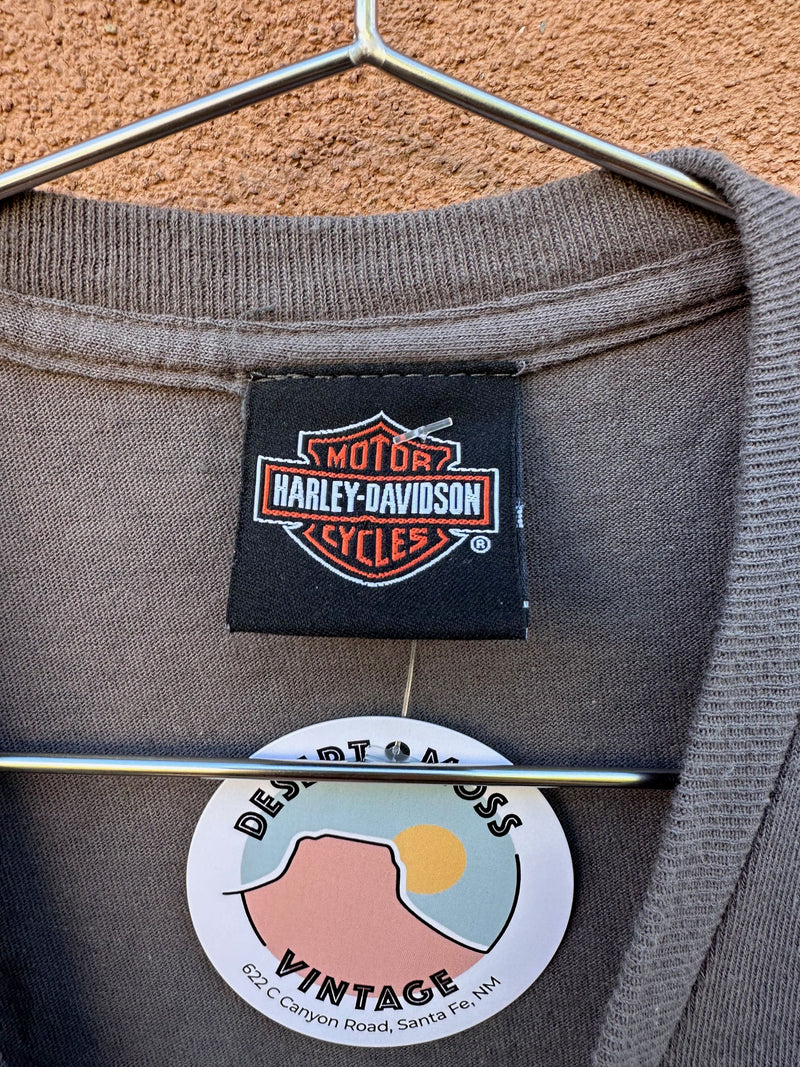 MOTOR
HARLEY-DAVIDSON
CYCLES
®
DESERT MOSS
VINTAGE
622 C Canyon Road, Santa Fe, NM